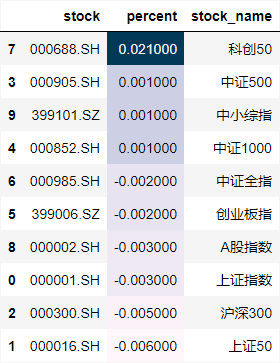 stock percent stock_name
7 000688.SH 0.021000 科创50
3 000905.SH 0.001000 中证500
9 399101.SZ 0.001000 中小综指
4 000852.SH 0.001000 中证1000
6 000985.SH -0.002000 中证全指
5 399006.SZ -0.002000 创业板指
8 000002.SH -0.003000 A股指数
0 000001.SH -0.003000 上证指数
2 000300.SH -0.005000 沪深300
1 000016.SH -0.006000 上证50